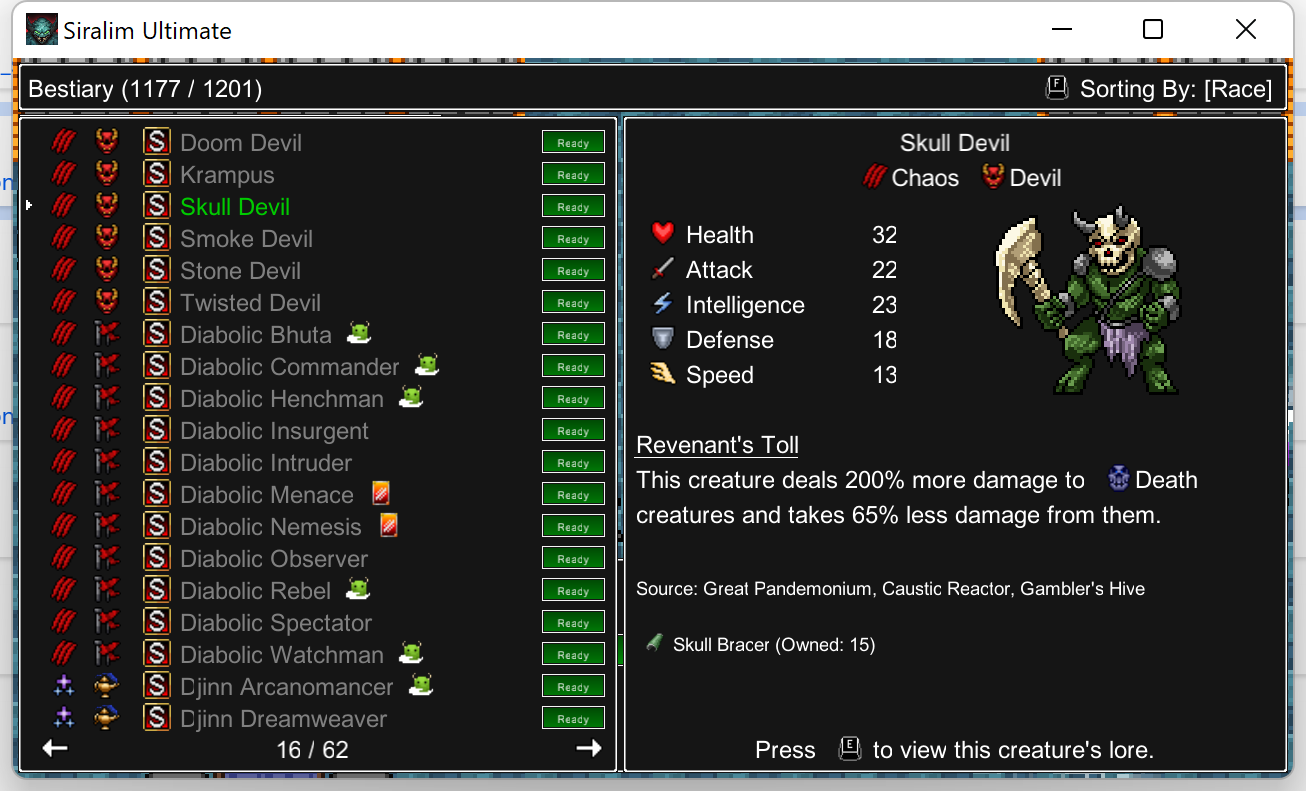 Siralim Ultimate
Bestiary (1177 / 1201)
F Sorting By: [Race]
S Doom Devil Ready
S Krampus Ready
S Skull Devil Ready
S Smoke Devil Ready
S Stone Devil Ready
S Twisted Devil Ready
S Diabolic Bhuta Ready
S Diabolic Commander Ready
S Diabolic Henchman Ready
S Diabolic Insurgent Ready
S Diabolic Intruder Ready
S Diabolic Menace Ready
S Diabolic Nemesis Ready
S Diabolic Observer Ready
S Diabolic Rebel Ready
S Diabolic Spectator Ready
S Diabolic Watchman Ready
S Djinn Arcanomancer Ready
S Djinn Dreamweaver Ready
16 / 62
Skull Devil
Chaos Devil
Health 32
Attack 22
Intelligence 23
Defense 18
Speed 13
Revenant's Toll
This creature deals 200% more damage to Death
creatures and takes 65% less damage from them.
Source: Great Pandemonium, Caustic Reactor, Gambler's Hive
Skull Bracer (Owned: 15)
Press E to view this creature's lore.